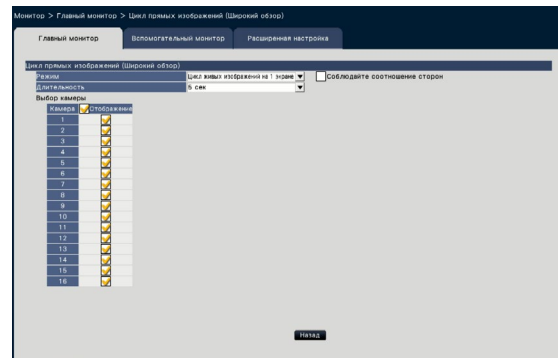 Монитор > Главный монитор > Цикл прямых изображений (Широкий обзор)
Главный монитор Вспомогательный монитор Расширенная настройка
Цикл прямых изображений (Широкий обзор)
Режим Цикл живых изображений на 1 экране Соблюдайте соотношение сторон
Длительность 5 сек
Выбор камеры
Камера Отображение
1
2
3
4
5
6
7
8
9
10
11
12
13
14
15
16
Назад